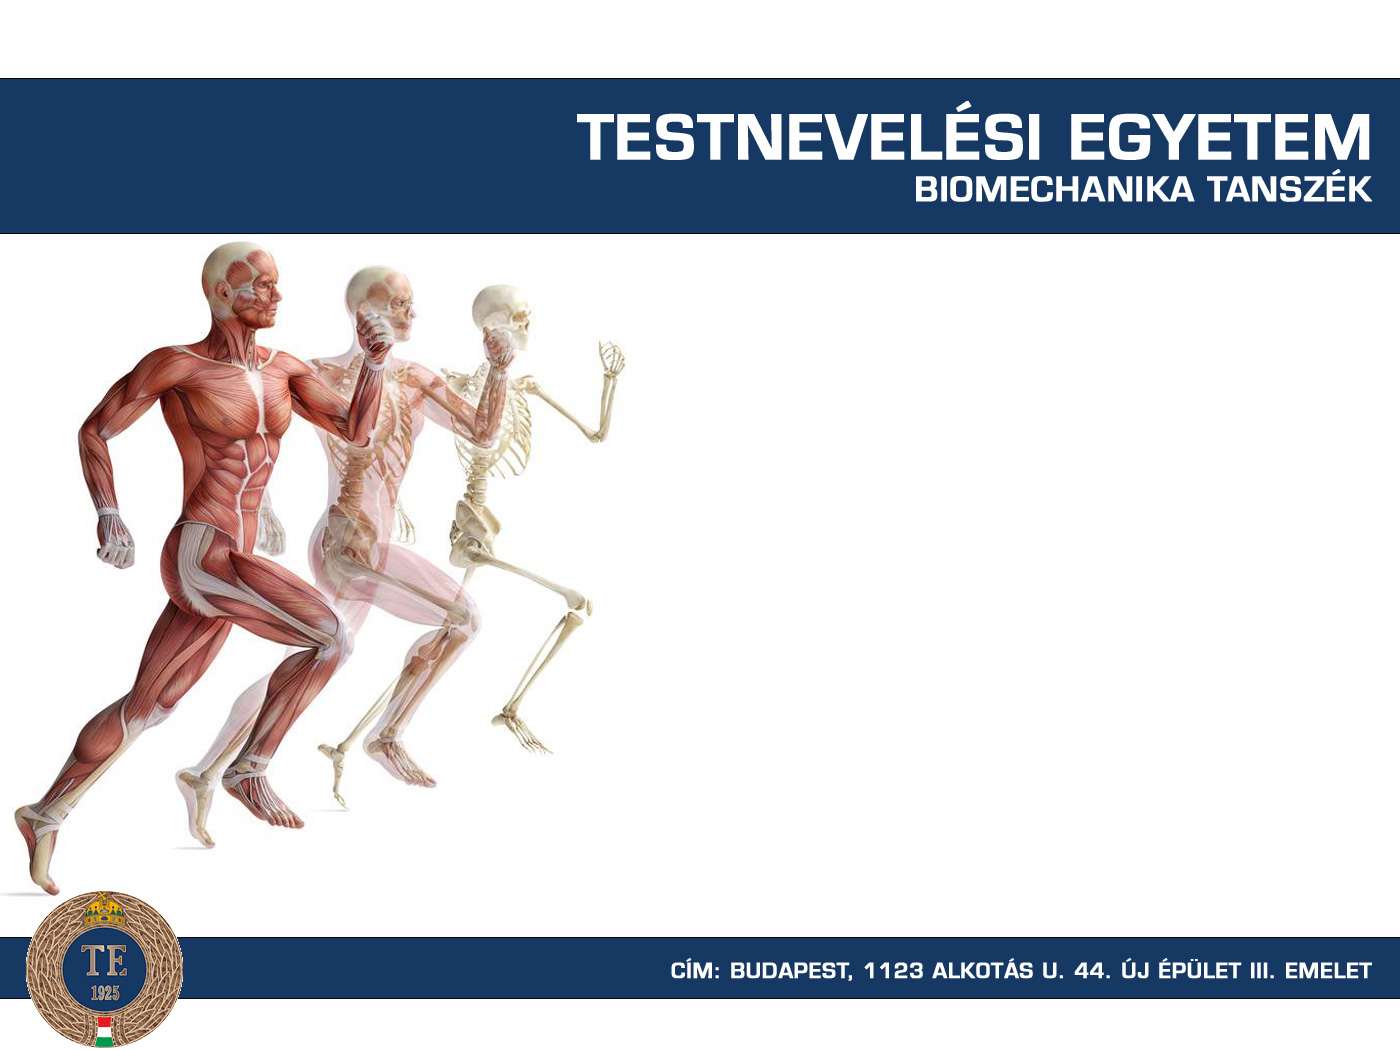 TESTNEVELÉSI EGYETEM
BIOMECHANIKA TANSZÉK
TE
1925
CÍM: BUDAPEST, 1123 ALKOTÁS U. 44. ÚJ ÉPÜLET III. EMELET